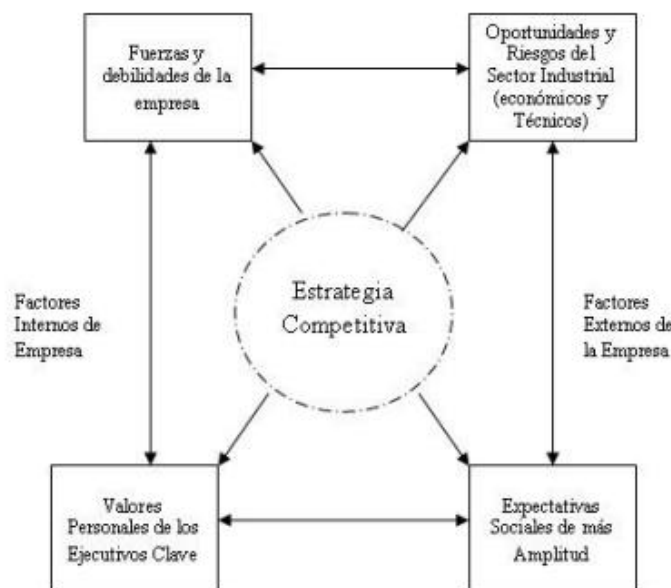 Fuerzas y
debilidades de la
empresa
Oportunidades y
Riesgos del
Sector Industrial
(económicos y
Técnicos)
Estrategia
Competitiva
Factores
Internos de
Empresa
Factores
Externos de
la Empresa
Valores
Personales de los
Ejecutivos Clave
Expectativas
Sociales de más
Amplitud